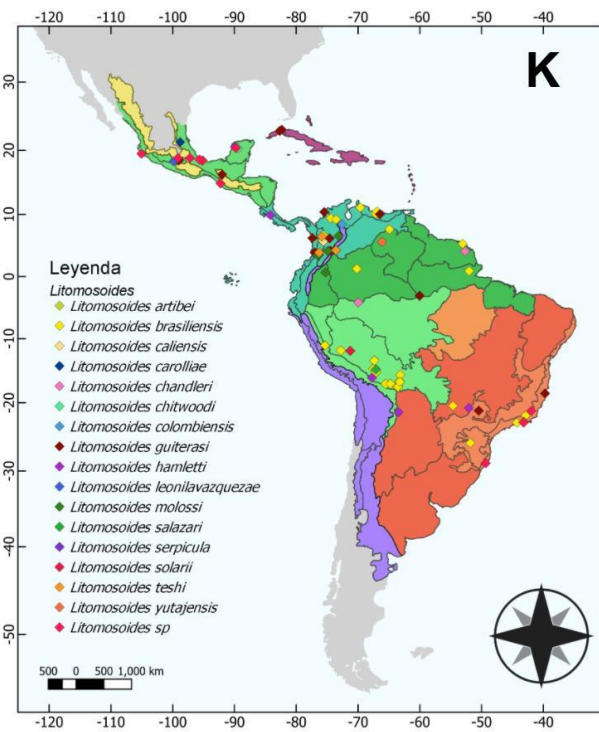 -120 -110 -100 -90 -80 -70 -60 -50 -40
K
30
20
10
0
-10
-20
-30
-40
-50
Leyenda
Litomosoides
Litomosoides artibei
Litomosoides brasiliensis
Litomosoides caliensis
Litomosoides carolliae
Litomosoides chandleri
Litomosoides chitwoodi
Litomosoides colombiensis
Litomosoides guiterasi
Litomosoides hamletti
Litomosoides leonilavazquezae
Litomosoides molossi
Litomosoides salazari
Litomosoides serpicula
Litomosoides solarii
Litomosoides teshi
Litomosoides yutajensis
Litomosoides sp
500 0 500 1,000 km
-120 -110 -100 -90 -80 -70 -60 -50 -40